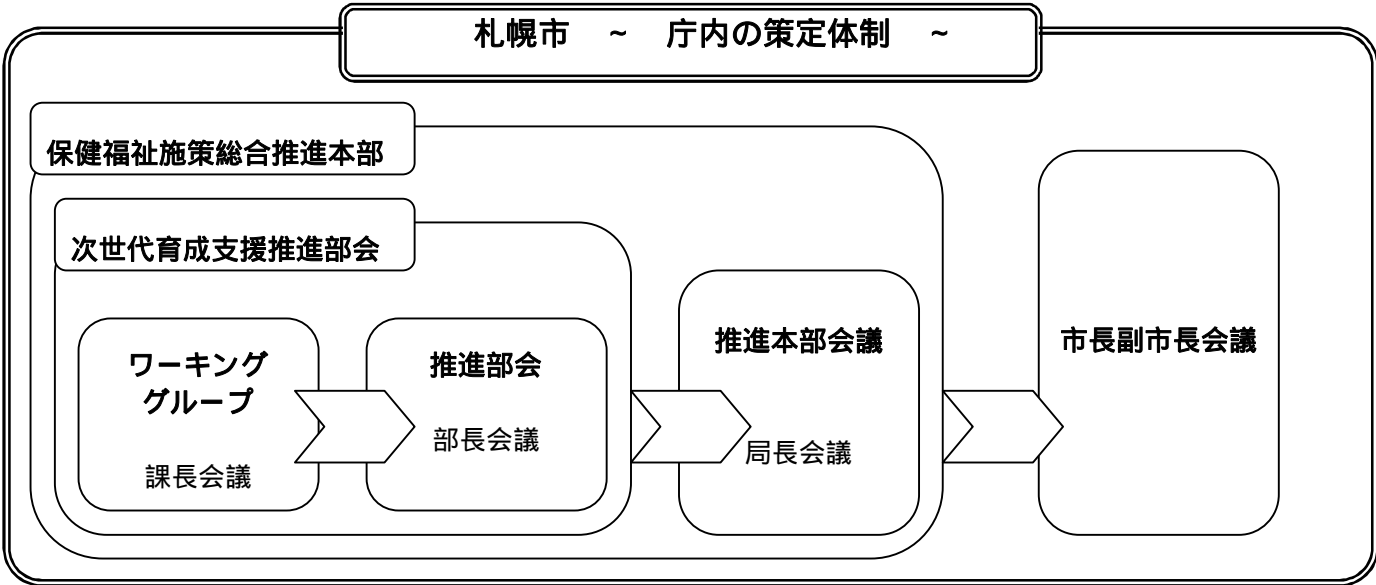 札幌市　～　庁内の策定体制　～
保健福祉施策総合推進本部
次世代育成支援推進部会
ワーキング
グループ
課長会議
推進部会
部長会議
推進本部会議
局長会議
市長副市長会議